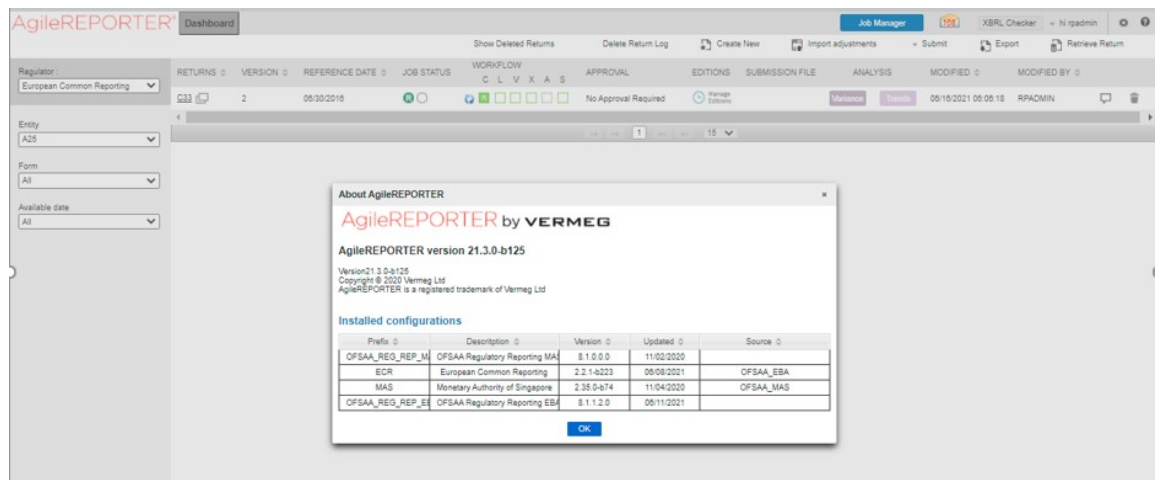 AgileREPORTER® Dashboard Job Manager 108 XBRL Checker hi rpadmin
Show Deleted Returns Delete Return Log Create New Import adjustments Submit Export Retrieve Return
Regulator :
European Common Reporting
RETURNS VERSION REFERENCE DATE JOB STATUS WORKFLOW APPROVAL EDITIONS SUBMISSION FILE ANALYSIS MODIFIED MODIFIED BY
C L V X A S
C33 2 06/30/2016 R R No Approval Required Manage Editions Variance Trends 06/16/2021 06:06:18 RPADMIN
Entity
A25
1 15
Form
All
Available date
All
About AgileREPORTER
AgileREPORTER by VERMEG
AgileREPORTER version 21.3.0-b125
Version21.3.0-b125
Copyright © 2020 Vermeg Ltd
AgileREPORTER is a registered trademark of Vermeg Ltd
Installed configurations
Prefix Description Version Updated Source
OFSAA_REG_REP_MA OFSAA Regulatory Reporting MAS 8.1.0.0.0 11/02/2020
ECR European Common Reporting 2.2.1-b223 06/08/2021 OFSAA_EBA
MAS Monetary Authority of Singapore 2.35.0-b74 11/04/2020 OFSAA_MAS
OFSAA_REG_REP_EB OFSAA Regulatory Reporting EBA 8.1.1.2.0 06/11/2021
OK